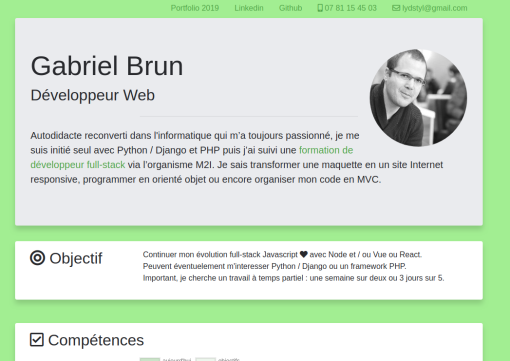 Portfolio 2019 Linkedin Github 07 81 15 45 03 lydstyl@gmail.com
Gabriel Brun
Développeur Web
Autodidacte reconverti dans l'informatique qui m'a toujours passionné, je me
suis initié seul avec Python / Django et PHP puis j'ai suivi une formation de
développeur full-stack via l'organisme M2I. Je sais transformer une maquette en un site Internet
responsive, programmer en orienté objet ou encore organiser mon code en MVC.
Objectif
Continuer mon évolution full-stack Javascript ❤ avec Node et / ou Vue ou React.
Peuvent éventuelement m'interesser Python / Django ou un framework PHP.
Important, je cherche un travail à temps partiel : une semaine sur deux ou 3 jours sur 5.
Compétences